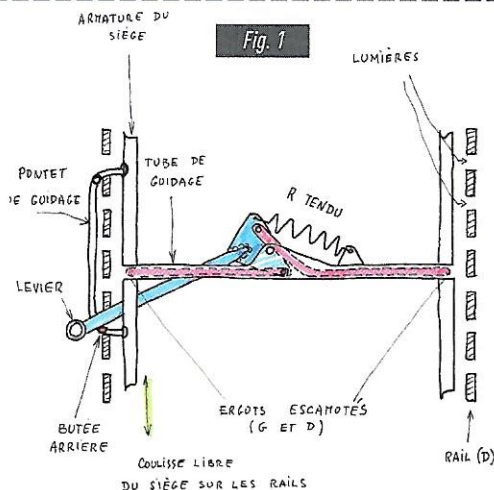 ARMATURE DU
SIÈGE
Fig. 1
LUMIÈRES
PONTET
DE GUIDAGE
TUBE DE
GUIDAGE
R TENDU
LEVIER
BUTÉE
ARRIÈRE
ERGOTS ESCAMOTÉS
(G ET D)
RAIL (D)
COULISSE LIBRE
DU SIÈGE SUR LES RAILS